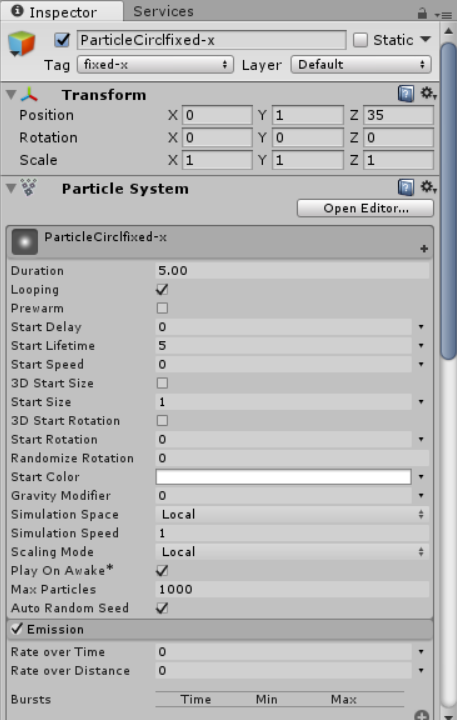 Inspector Services
ParticleCirclfixed-x Static
Tag fixed-x Layer Default
Transform
Position X 0 Y 1 Z 35
Rotation X 0 Y 0 Z 0
Scale X 1 Y 1 Z 1
Particle System
Open Editor...
ParticleCirclfixed-x
Duration 5.00
Looping
Prewarm
Start Delay 0
Start Lifetime 5
Start Speed 0
3D Start Size
Start Size 1
3D Start Rotation
Start Rotation 0
Randomize Rotation 0
Start Color
Gravity Modifier 0
Simulation Space Local
Simulation Speed 1
Scaling Mode Local
Play On Awake*
Max Particles 1000
Auto Random Seed
Emission
Rate over Time 0
Rate over Distance 0
Bursts Time Min Max